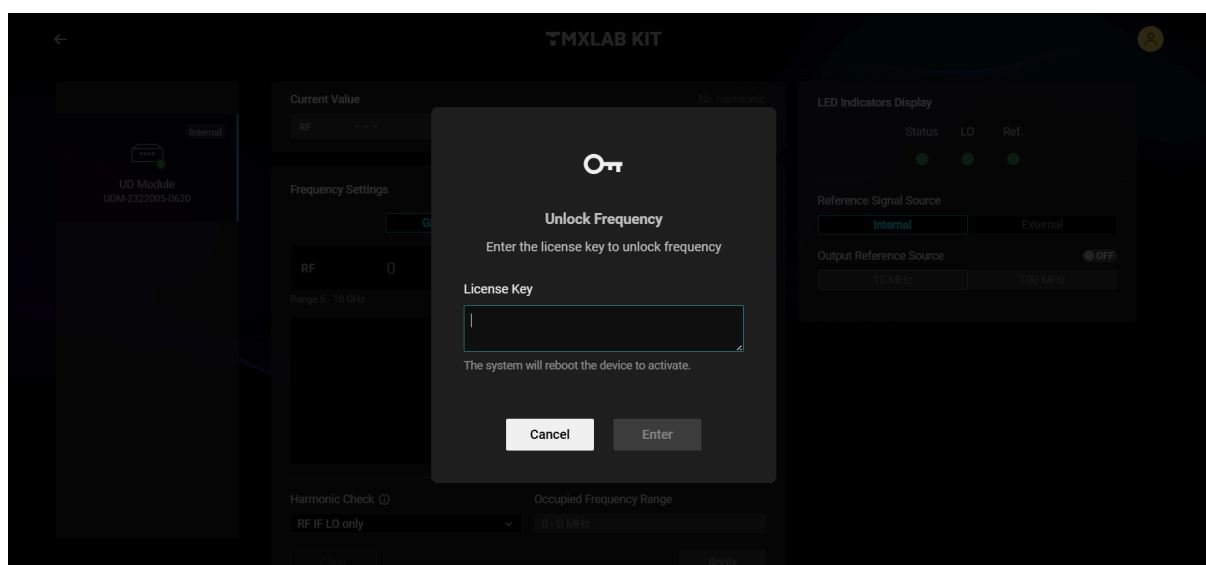 TMXLAB KIT
Internal
UD Module
UDM-2322005-0620
Current Value
No Harmonic
RF
---
Frequency Settings
RF
0
Range 6 - 10 GHz
Unlock Frequency
Enter the license key to unlock frequency
License Key
The system will reboot the device to activate.
Cancel
Enter
Harmonic Check
Occupied Frequency Range
RF IF LO only
0 - 0 MHz
Apply
LED Indicators Display
Status LO Ref.
Reference Signal Source
Internal
External
Output Reference Source
OFF
10 MHz
100 MHz